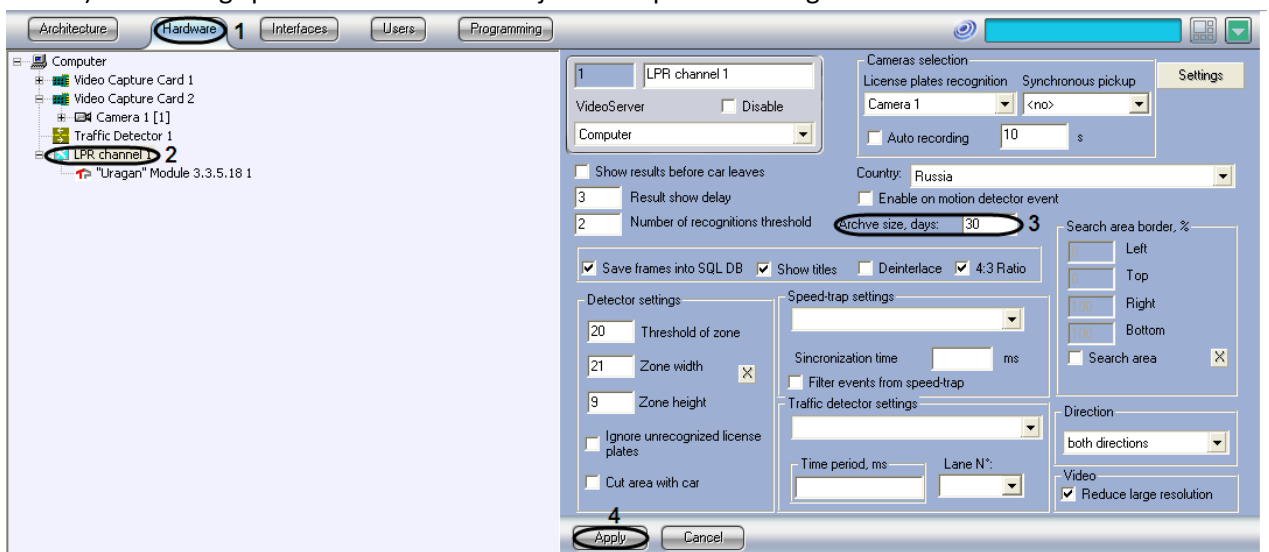 Architecture Hardware 1 Interfaces Users Programming
Computer
Video Capture Card 1
Video Capture Card 2
Camera 1 [1]
Traffic Detector 1
LPR channel 1 2
"Uragan" Module 3.3.5.18 1
1 LPR channel 1
VideoServer Disable
Computer
Cameras selection
License plates recognition Synchronous pickup
Camera 1 <no>
Auto recording 10 s
Settings
Show results before car leaves
3 Result show delay
2 Number of recognitions threshold
Country: Russia
Enable on motion detector event
Archve size, days: 30 3
Save frames into SQL DB Show titles Deinterlace 4:3 Ratio
Search area border, %
Left
Top
100 Right
100 Bottom
Search area X
Detector settings
20 Threshold of zone
21 Zone width X
9 Zone height
Ignore unrecognized license
plates
Cut area with car
Speed-trap settings
Sincronization time ms
Filter events from speed-trap
Traffic detector settings
Time period, ms Lane N°:
Direction
both directions
Video
Reduce large resolution
4
Apply Cancel